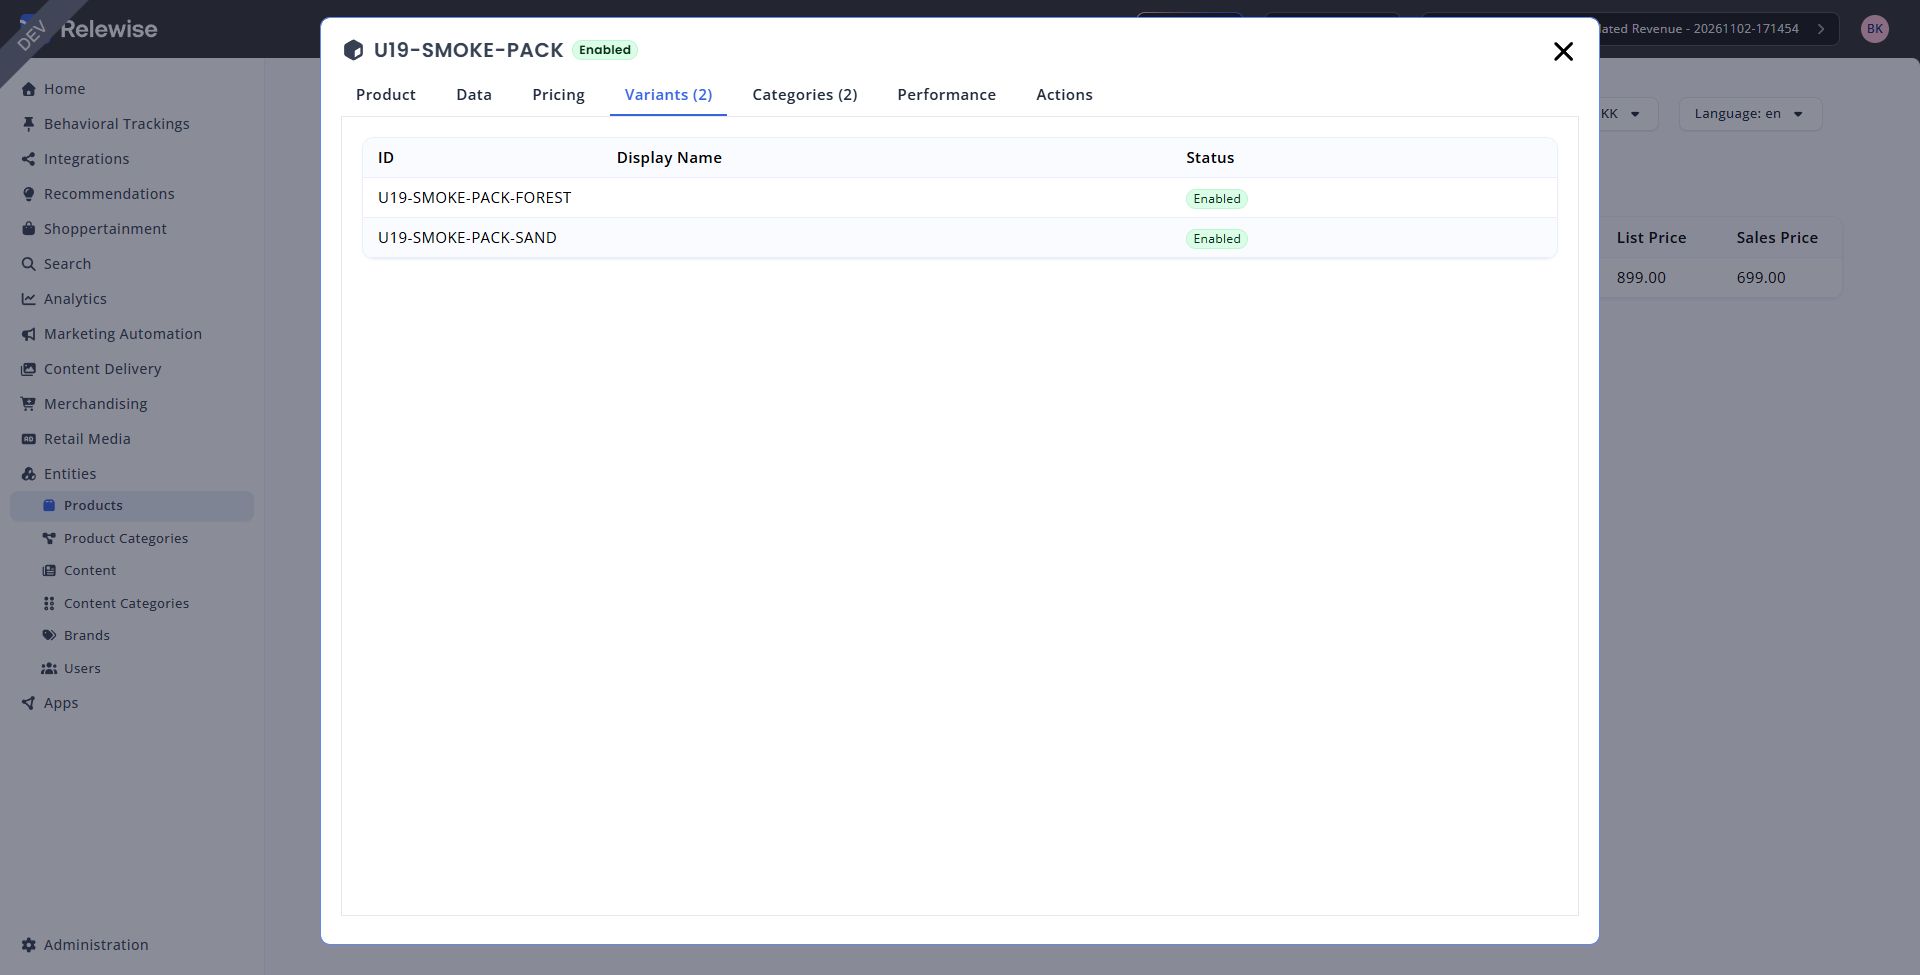 DEV
Relewise
lated Revenue - 20261102-171454
BK
Home
Behavioral Trackings
Integrations
Recommendations
Shoppertainment
Search
Analytics
Marketing Automation
Content Delivery
Merchandising
Retail Media
Entities
Products
Product Categories
Content
Content Categories
Brands
Users
Apps
Administration
U19-SMOKE-PACK Enabled
Product Data Pricing Variants (2) Categories (2) Performance Actions
ID Display Name Status
U19-SMOKE-PACK-FOREST Enabled
U19-SMOKE-PACK-SAND Enabled
KK Language: en
List Price Sales Price
899.00 699.00